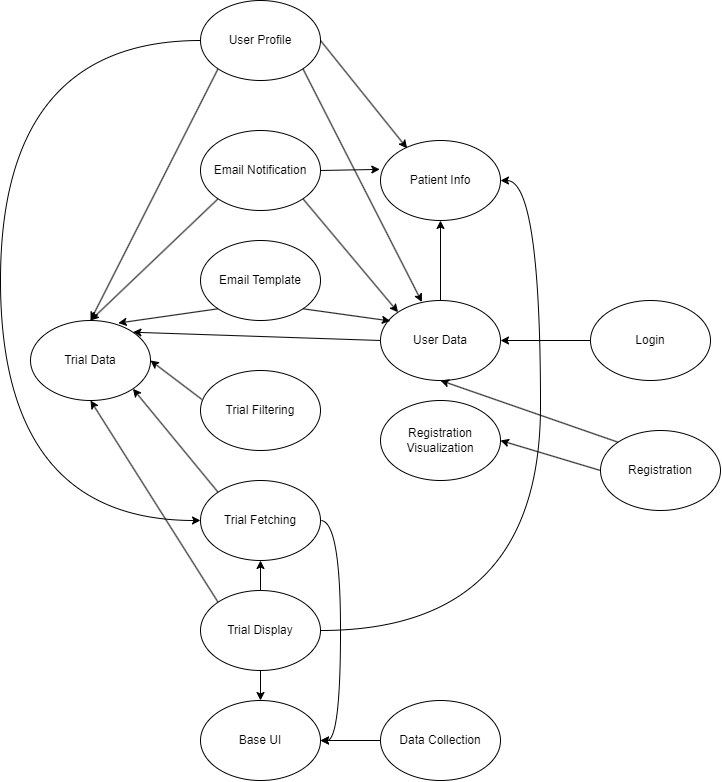 User Profile
Email Notification
Patient Info
Email Template
Trial Data
User Data
Login
Trial Filtering
Registration
Visualization
Registration
Trial Fetching
Trial Display
Base UI
Data Collection